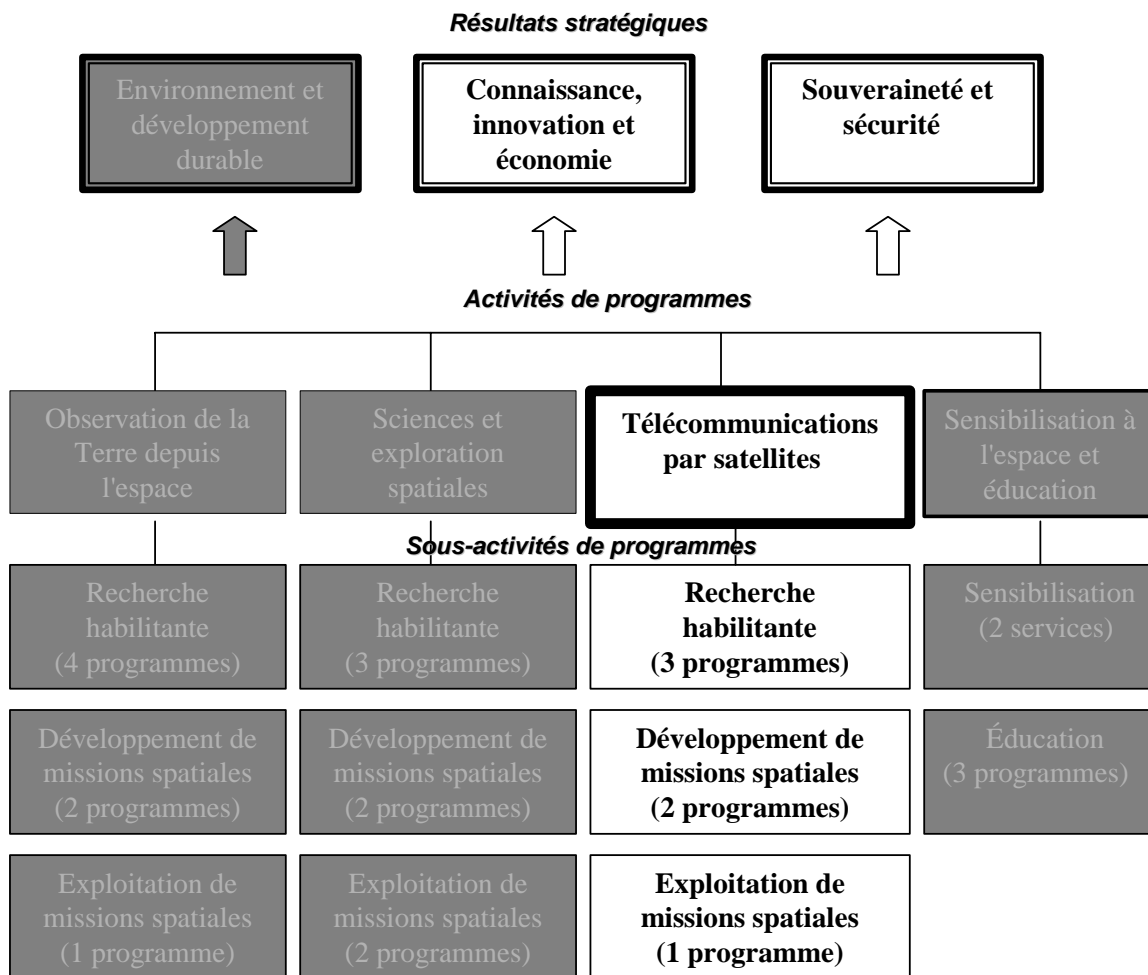 Résultats stratégiques
Environnement et
développement
durable
Connaissance,
innovation et
économie
Souveraineté et
sécurité
Activités de programmes
Observation de la
Terre depuis
l'espace
Sciences et
exploration
spatiales
Télécommunications
par satellites
Sensibilisation à
l'espace et
éducation
Sous-activités de programmes
Recherche
habilitante
(4 programmes)
Recherche
habilitante
(3 programmes)
Recherche
habilitante
(3 programmes)
Sensibilisation
(2 services)
Développement de
missions spatiales
(2 programmes)
Développement de
missions spatiales
(2 programmes)
Développement de
missions spatiales
(2 programmes)
Éducation
(3 programmes)
Exploitation de
missions spatiales
(1 programme)
Exploitation de
missions spatiales
(2 programmes)
Exploitation de
missions spatiales
(1 programme)